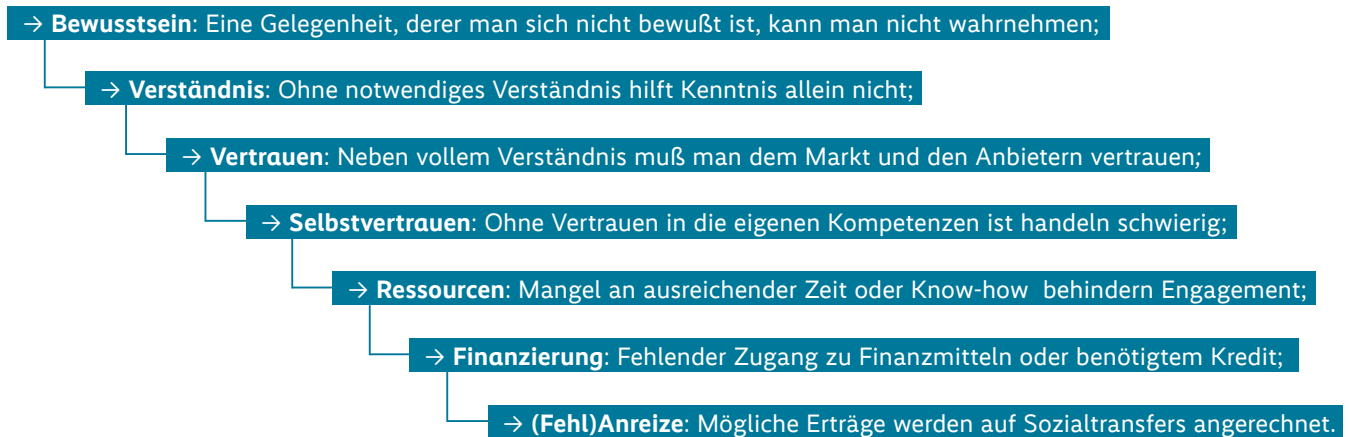 → Bewusstsein: Eine Gelegenheit, derer man sich nicht bewußt ist, kann man nicht wahrnehmen;
→ Verständnis: Ohne notwendiges Verständnis hilft Kenntnis allein nicht;
→ Vertrauen: Neben vollem Verständnis muß man dem Markt und den Anbietern vertrauen;
→ Selbstvertrauen: Ohne Vertrauen in die eigenen Kompetenzen ist handeln schwierig;
→ Ressourcen: Mangel an ausreichender Zeit oder Know-how behindern Engagement;
→ Finanzierung: Fehlender Zugang zu Finanzmitteln oder benötigtem Kredit;
→ (Fehl)Anreize: Mögliche Erträge werden auf Sozialtransfers angerechnet.